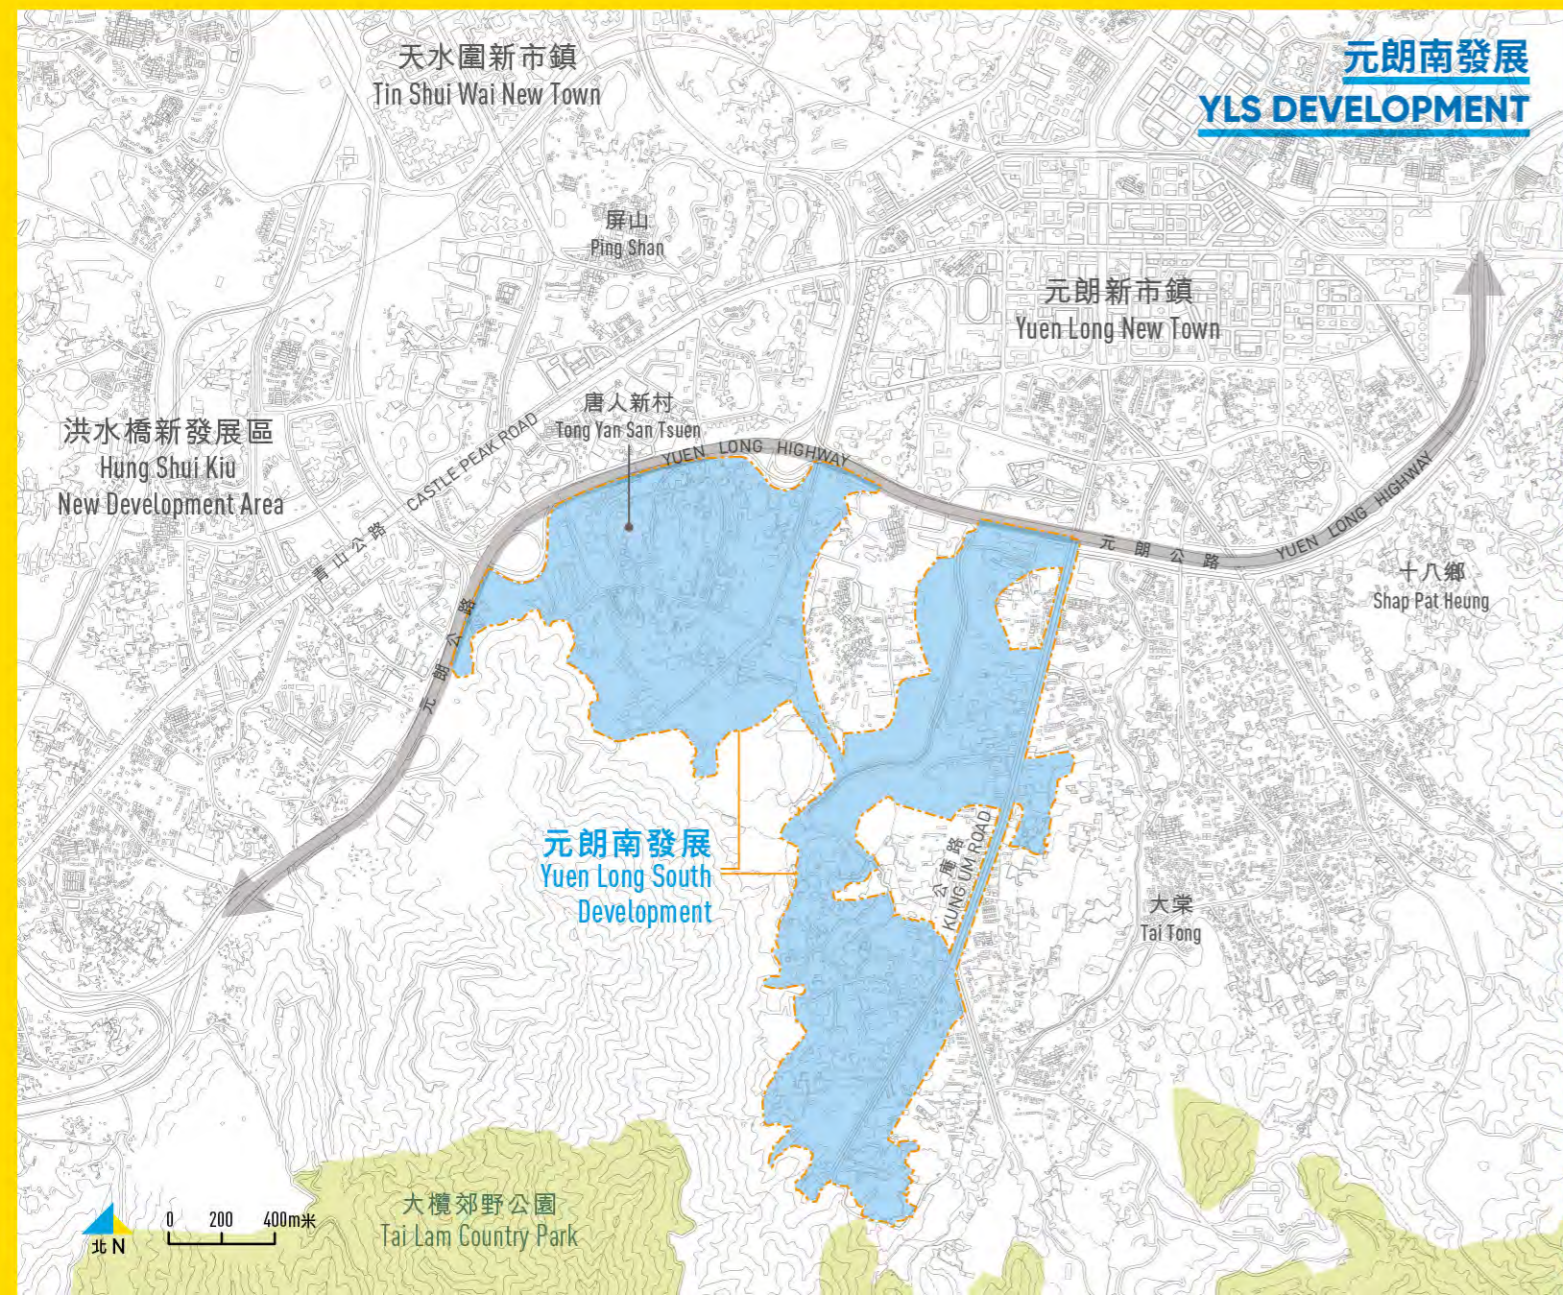 元朗南發展
YLS DEVELOPMENT
天水圍新市鎮
Tin Shui Wai New Town
屏山
Ping Shan
元朗新市鎮
Yuen Long New Town
唐人新村
Tong Yan San Tsuen
洪水橋新發展區
Hung Shui Kiu
New Development Area
青山公路 CASTLE PEAK ROAD
YUEN LONG HIGHWAY
元朗公路
YUEN LONG HIGHWAY
元朗公路
十八鄉
Shap Pat Heung
元朗南發展
Yuen Long South
Development
公庵路
KUNG UM ROAD
大棠
Tai Tong
大欖郊野公園
Tai Lam Country Park
北 N
0 200 400m米